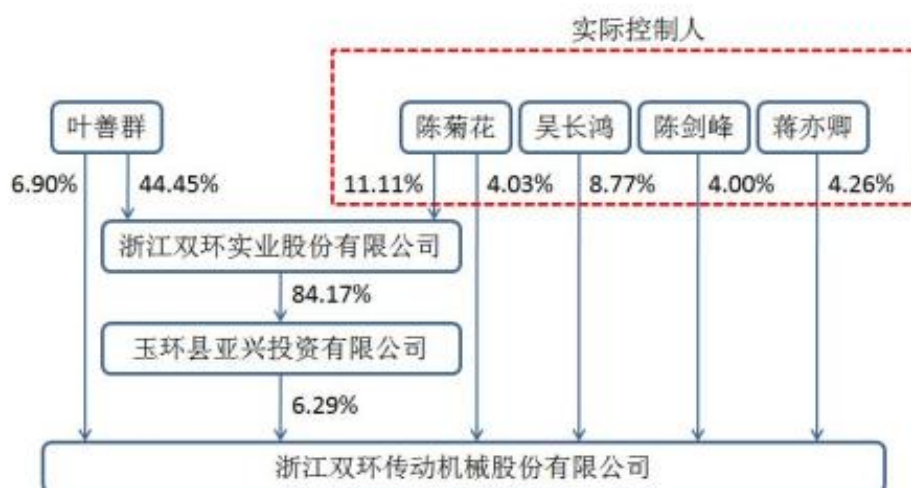 实际控制人
叶善群
陈菊花
吴长鸿
陈剑峰
蒋亦卿
6.90%
44.45%
11.11%
4.03%
8.77%
4.00%
4.26%
浙江双环实业股份有限公司
84.17%
玉环县亚兴投资有限公司
6.29%
浙江双环传动机械股份有限公司